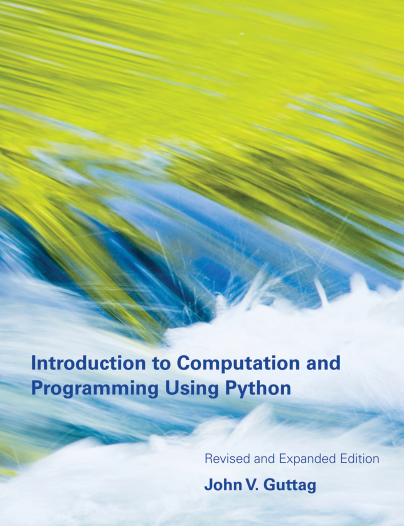 Introduction to Computation and
Programming Using Python
Revised and Expanded Edition
John V. Guttag